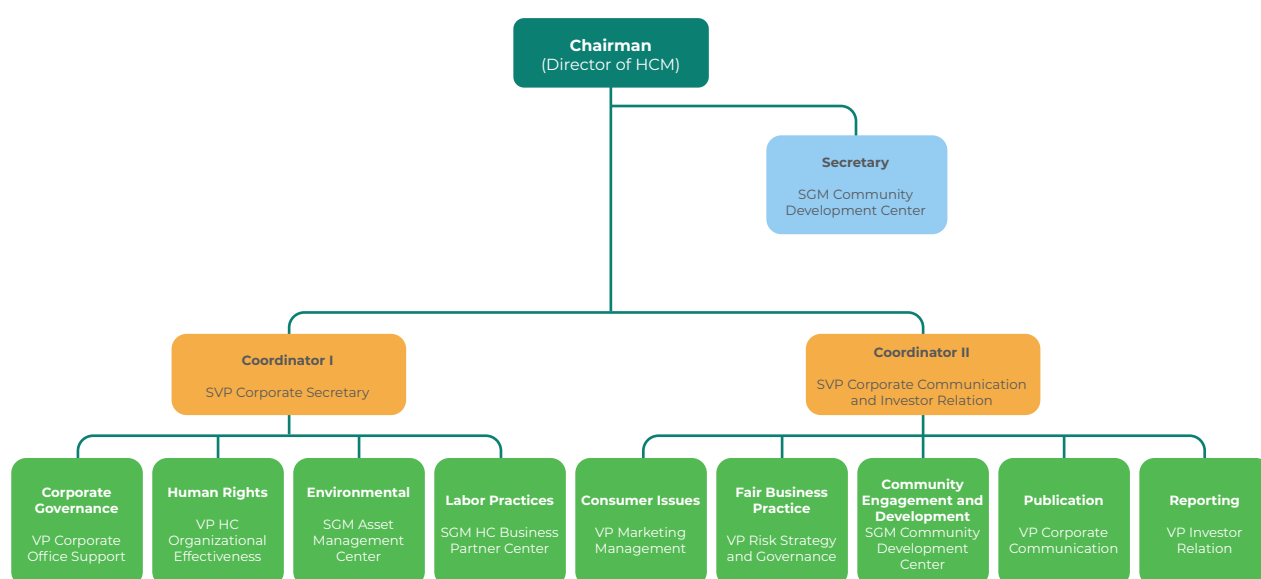 Chairman
(Director of HCM)
Secretary
SGM Community
Development Center
Coordinator I
SVP Corporate Secretary
Coordinator II
SVP Corporate Communication
and Investor Relation
Corporate
Governance
VP Corporate
Office Support
Human Rights
VP HC
Organizational
Effectiveness
Environmental
SGM Asset
Management
Center
Labor Practices
SGM HC Business
Partner Center
Consumer Issues
VP Marketing
Management
Fair Business
Practice
VP Risk Strategy
and Governance
Community
Engagement and
Development
SGM Community
Development
Center
Publication
VP Corporate
Communication
Reporting
VP Investor
Relation